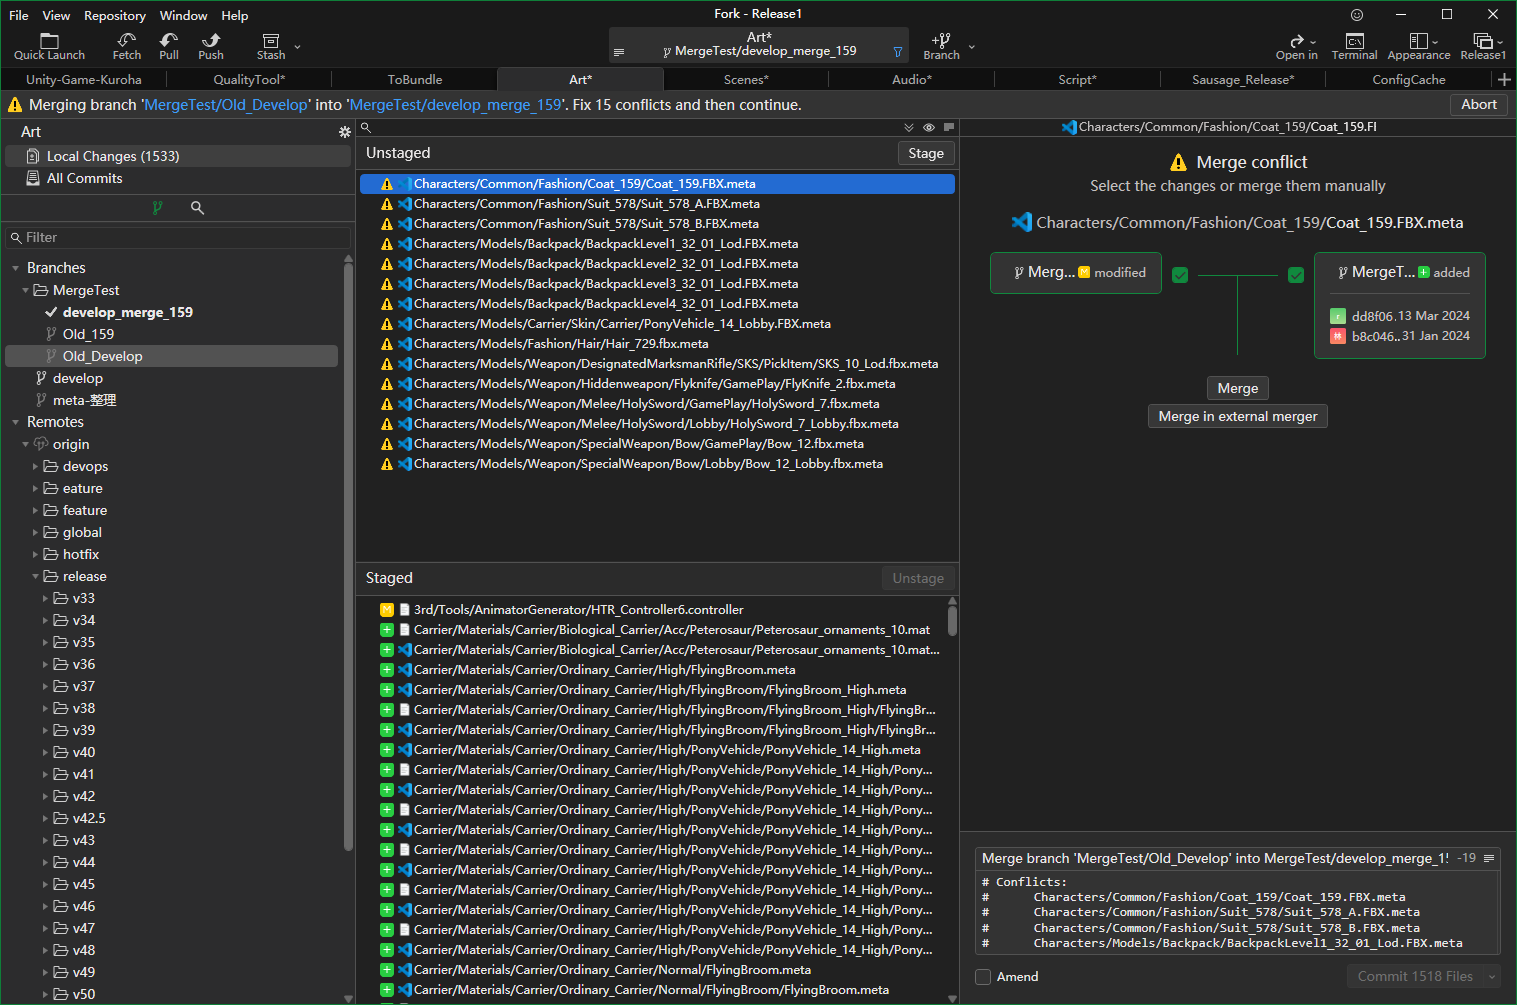 Fork - Release1
File View Repository Window Help
Quick Launch
Fetch
Pull
Push
Stash
Art*
MergeTest/develop_merge_159
Branch
Open in
Terminal
Appearance
Release1
Unity-Game-Kuroha
QualityTool*
ToBundle
Art*
Scenes*
Audio*
Script*
Sausage_Release*
ConfigCache
Merging branch 'MergeTest/Old_Develop' into 'MergeTest/develop_merge_159'. Fix 15 conflicts and then continue.
Abort
Art
Local Changes (1533)
All Commits
Filter
Branches
MergeTest
develop_merge_159
Old_159
Old_Develop
develop
meta-整理
Remotes
origin
devops
eature
feature
global
hotfix
release
v33
v34
v35
v36
v37
v38
v39
v40
v41
v42
v42.5
v43
v44
v45
v46
v47
v48
v49
v50
Unstaged
Stage
Characters/Common/Fashion/Coat_159/Coat_159.FBX.meta
Characters/Common/Fashion/Suit_578/Suit_578_A.FBX.meta
Characters/Common/Fashion/Suit_578/Suit_578_B.FBX.meta
Characters/Models/Backpack/BackpackLevel1_32_01_Lod.FBX.meta
Characters/Models/Backpack/BackpackLevel2_32_01_Lod.FBX.meta
Characters/Models/Backpack/BackpackLevel3_32_01_Lod.FBX.meta
Characters/Models/Backpack/BackpackLevel4_32_01_Lod.FBX.meta
Characters/Models/Carrier/Skin/Carrier/PonyVehicle_14_Lobby.FBX.meta
Characters/Models/Fashion/Hair/Hair_729.fbx.meta
Characters/Models/Weapon/DesignatedMarksmanRifle/SKS/PickItem/SKS_10_Lod.fbx.meta
Characters/Models/Weapon/Hiddenweapon/Flyknife/GamePlay/FlyKnife_2.fbx.meta
Characters/Models/Weapon/Melee/HolySword/GamePlay/HolySword_7.fbx.meta
Characters/Models/Weapon/Melee/HolySword/Lobby/HolySword_7_Lobby.fbx.meta
Characters/Models/Weapon/SpecialWeapon/Bow/GamePlay/Bow_12.fbx.meta
Characters/Models/Weapon/SpecialWeapon/Bow/Lobby/Bow_12_Lobby.fbx.meta
Staged
Unstage
3rd/Tools/AnimatorGenerator/HTR_Controller6.controller
Carrier/Materials/Carrier/Biological_Carrier/Acc/Peterosaur/Peterosaur_ornaments_10.mat
Carrier/Materials/Carrier/Biological_Carrier/Acc/Peterosaur/Peterosaur_ornaments_10.mat...
Carrier/Materials/Carrier/Ordinary_Carrier/High/FlyingBroom.meta
Carrier/Materials/Carrier/Ordinary_Carrier/High/FlyingBroom/FlyingBroom_High.meta
Carrier/Materials/Carrier/Ordinary_Carrier/High/FlyingBroom/FlyingBroom_High/FlyingBr...
Carrier/Materials/Carrier/Ordinary_Carrier/High/FlyingBroom/FlyingBroom_High/FlyingBr...
Carrier/Materials/Carrier/Ordinary_Carrier/High/PonyVehicle/PonyVehicle_14_High.meta
Carrier/Materials/Carrier/Ordinary_Carrier/High/PonyVehicle/PonyVehicle_14_High/Pony...
Carrier/Materials/Carrier/Ordinary_Carrier/High/PonyVehicle/PonyVehicle_14_High/Pony...
Carrier/Materials/Carrier/Ordinary_Carrier/High/PonyVehicle/PonyVehicle_14_High/Pony...
Carrier/Materials/Carrier/Ordinary_Carrier/High/PonyVehicle/PonyVehicle_14_High/Pony...
Carrier/Materials/Carrier/Ordinary_Carrier/High/PonyVehicle/PonyVehicle_14_High/Pony...
Carrier/Materials/Carrier/Ordinary_Carrier/High/PonyVehicle/PonyVehicle_14_High/Pony...
Carrier/Materials/Carrier/Ordinary_Carrier/High/PonyVehicle/PonyVehicle_14_High/Pony...
Carrier/Materials/Carrier/Ordinary_Carrier/High/PonyVehicle/PonyVehicle_14_High/Pony...
Carrier/Materials/Carrier/Ordinary_Carrier/High/PonyVehicle/PonyVehicle_14_High/Pony...
Carrier/Materials/Carrier/Ordinary_Carrier/High/PonyVehicle/PonyVehicle_14_High/Pony...
Carrier/Materials/Carrier/Ordinary_Carrier/Normal/FlyingBroom.meta
Carrier/Materials/Carrier/Ordinary_Carrier/Normal/FlyingBroom/FlyingBroom.meta
Characters/Common/Fashion/Coat_159/Coat_159.FI
Merge conflict
Select the changes or merge them manually
Characters/Common/Fashion/Coat_159/Coat_159.FBX.meta
Merg... M modified
MergeT... + added
r dd8f06. 13 Mar 2024
林 b8c046.. 31 Jan 2024
Merge
Merge in external merger
Merge branch 'MergeTest/Old_Develop' into MergeTest/develop_merge_15 -19
# Conflicts:
# Characters/Common/Fashion/Coat_159/Coat_159.FBX.meta
# Characters/Common/Fashion/Suit_578/Suit_578_A.FBX.meta
# Characters/Common/Fashion/Suit_578/Suit_578_B.FBX.meta
# Characters/Models/Backpack/BackpackLevel1_32_01_Lod.FBX.meta
Amend
Commit 1518 Files